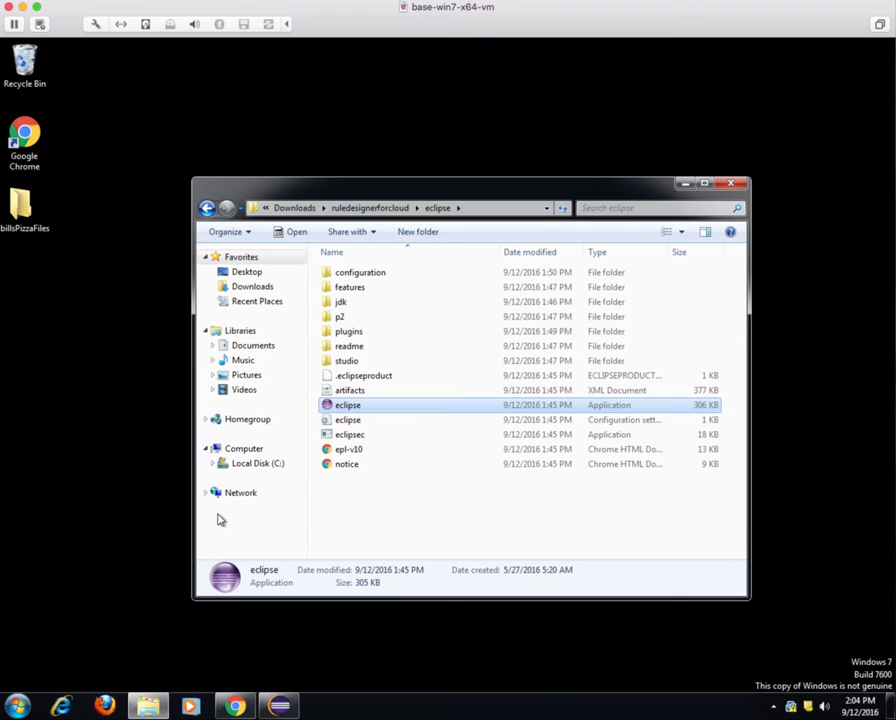 base-win7-x64-vm
Recycle Bin
Google
Chrome
billsPizzaFiles
« Downloads ▸ ruledesignerforcloud ▸ eclipse ▸
Search eclipse
Organize ▾ Open Share with ▾ New folder
Name Date modified Type Size
Favorites
Desktop
Downloads
Recent Places
Libraries
Documents
Music
Pictures
Videos
Homegroup
Computer
Local Disk (C:)
Network
configuration 9/12/2016 1:50 PM File folder
features 9/12/2016 1:47 PM File folder
jdk 9/12/2016 1:46 PM File folder
p2 9/12/2016 1:47 PM File folder
plugins 9/12/2016 1:49 PM File folder
readme 9/12/2016 1:47 PM File folder
studio 9/12/2016 1:47 PM File folder
.eclipseproduct 9/12/2016 1:45 PM ECLIPSEPRODUCT... 1 KB
artifacts 9/12/2016 1:45 PM XML Document 377 KB
eclipse 9/12/2016 1:45 PM Application 306 KB
eclipse 9/12/2016 1:45 PM Configuration sett... 1 KB
eclipsec 9/12/2016 1:45 PM Application 18 KB
epl-v10 9/12/2016 1:45 PM Chrome HTML Do... 13 KB
notice 9/12/2016 1:45 PM Chrome HTML Do... 9 KB
eclipse Date modified: 9/12/2016 1:45 PM Date created: 5/27/2016 5:20 AM
Application Size: 305 KB
Windows 7
Build 7600
This copy of Windows is not genuine
2:04 PM
9/12/2016